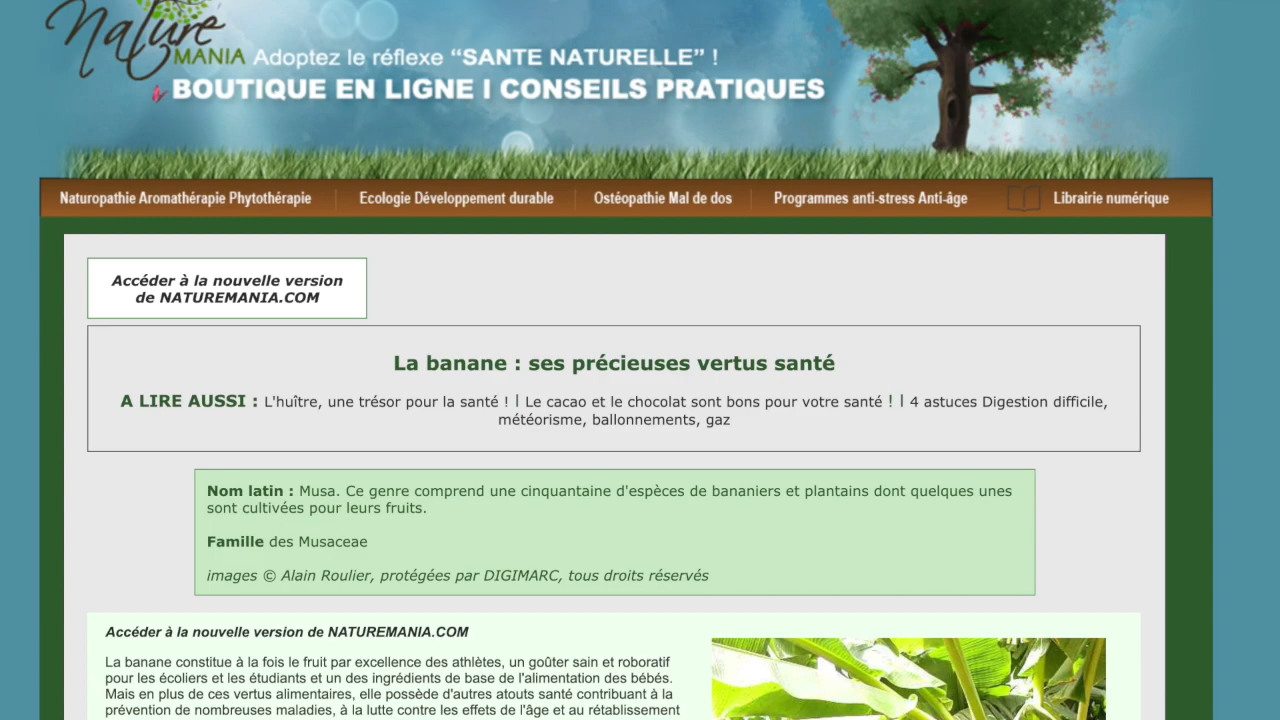 Nature
MANIA Adoptez le réflexe “SANTE NATURELLE” !
BOUTIQUE EN LIGNE I CONSEILS PRATIQUES
Naturopathie Aromathérapie Phytothérapie Ecologie Développement durable Ostéopathie Mal de dos Programmes anti-stress Anti-âge Librairie numérique
Accéder à la nouvelle version
de NATUREMANIA.COM
La banane : ses précieuses vertus santé
A LIRE AUSSI : L'huître, une trésor pour la santé ! l Le cacao et le chocolat sont bons pour votre santé ! l 4 astuces Digestion difficile,
météorisme, ballonnements, gaz
Nom latin : Musa. Ce genre comprend une cinquantaine d'espèces de bananiers et plantains dont quelques unes
sont cultivées pour leurs fruits.
Famille des Musaceae
images © Alain Roulier, protégées par DIGIMARC, tous droits réservés
Accéder à la nouvelle version de NATUREMANIA.COM
La banane constitue à la fois le fruit par excellence des athlètes, un goûter sain et roboratif
pour les écoliers et les étudiants et un des ingrédients de base de l'alimentation des bébés.
Mais en plus de ces vertus alimentaires, elle possède d'autres atouts santé contribuant à la
prévention de nombreuses maladies, à la lutte contre les effets de l'âge et au rétablissement